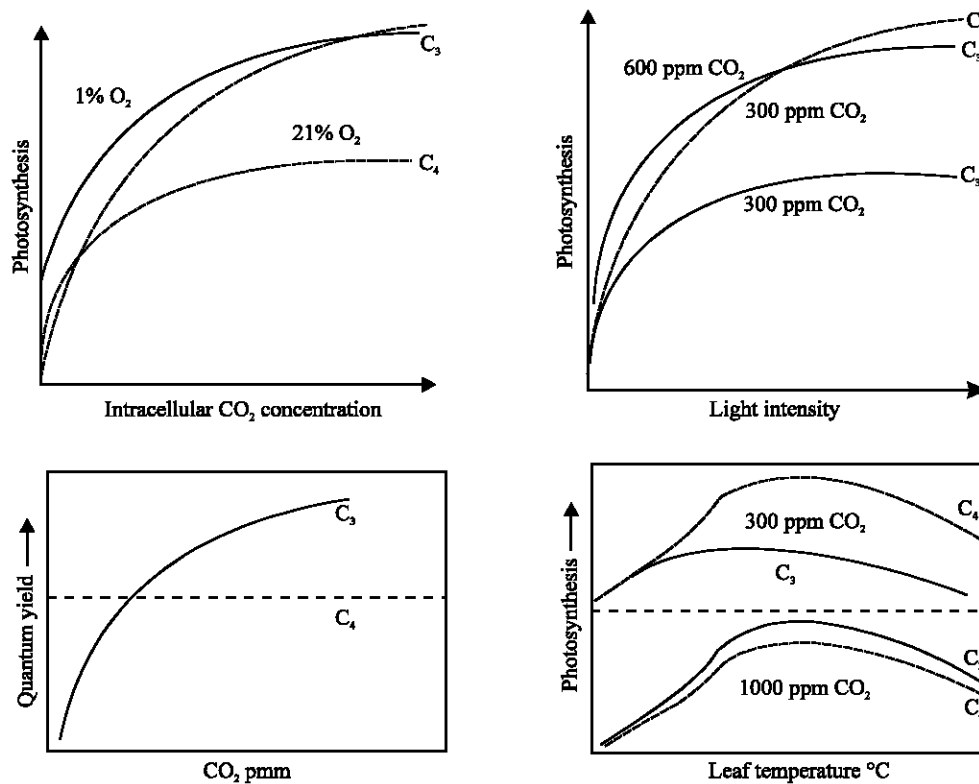 Photosynthesis
1% O₂
21% O₂
C₃
C₄
Intracellular CO₂ concentration
Photosynthesis
600 ppm CO₂
300 ppm CO₂
300 ppm CO₂
C
C₃
C₃
Light intensity
Quantum yield
C₃
C₄
CO₂ pmm
Photosynthesis
300 ppm CO₂
C₄
C₃
1000 ppm CO₂
C
C
Leaf temperature °C